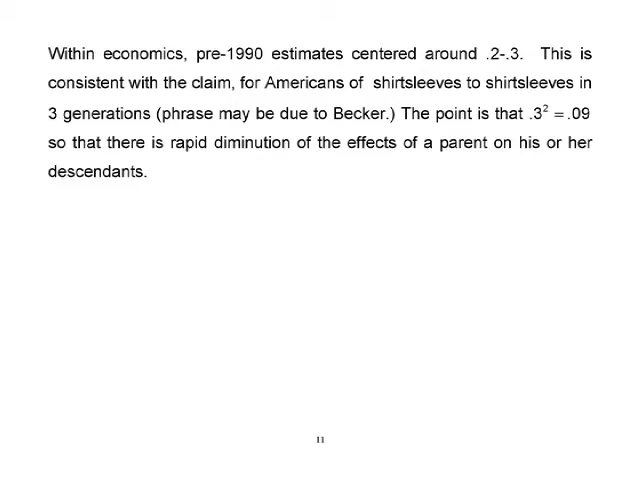 Within economics, pre-1990 estimates centered around .2-.3. This is
consistent with the claim, for Americans of shirtsleeves to shirtsleeves in
3 generations (phrase may be due to Becker.) The point is that .3² = .09
so that there is rapid diminution of the effects of a parent on his or her
descendants.
11